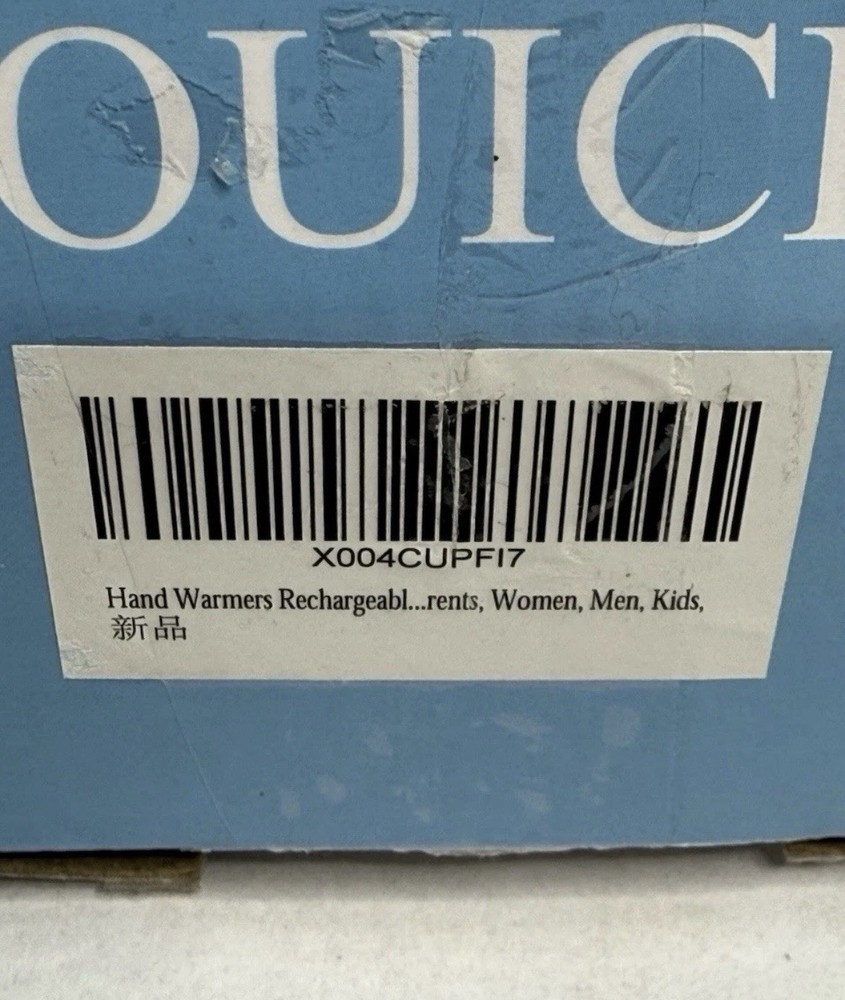 OUIC
X004CUPFI7
Hand Warmers Rechargeabl...rents, Women, Men, Kids,
新品